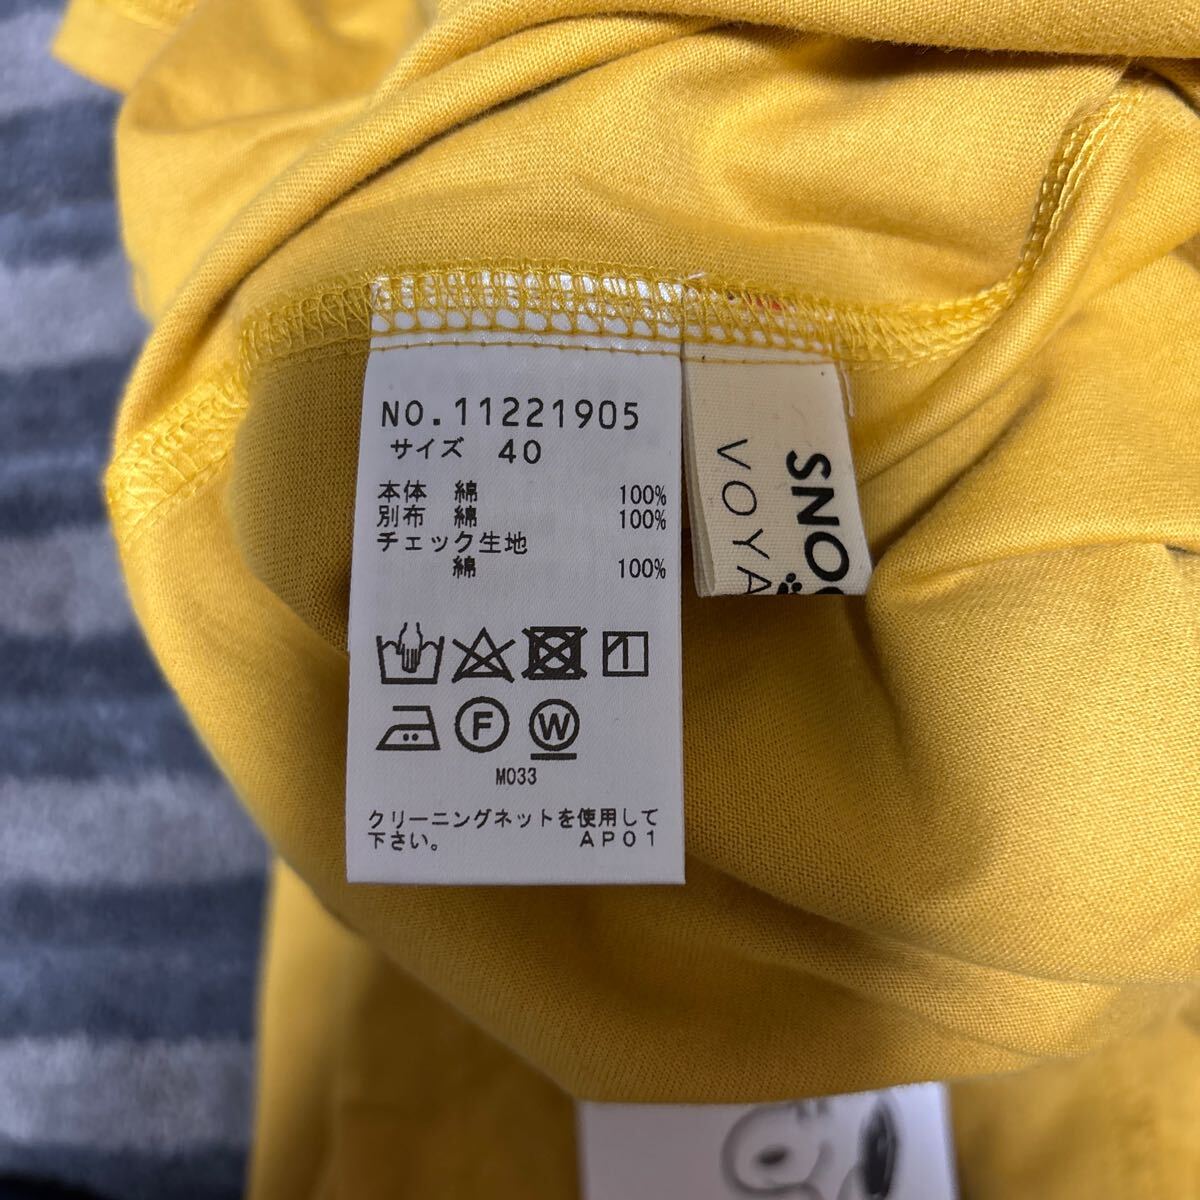 NO.11221905
サイズ 40
本体 綿 100%
別布 綿 100%
チェック生地
綿 100%
F
W
M033
クリーニングネットを使用して
下さい。 AP01